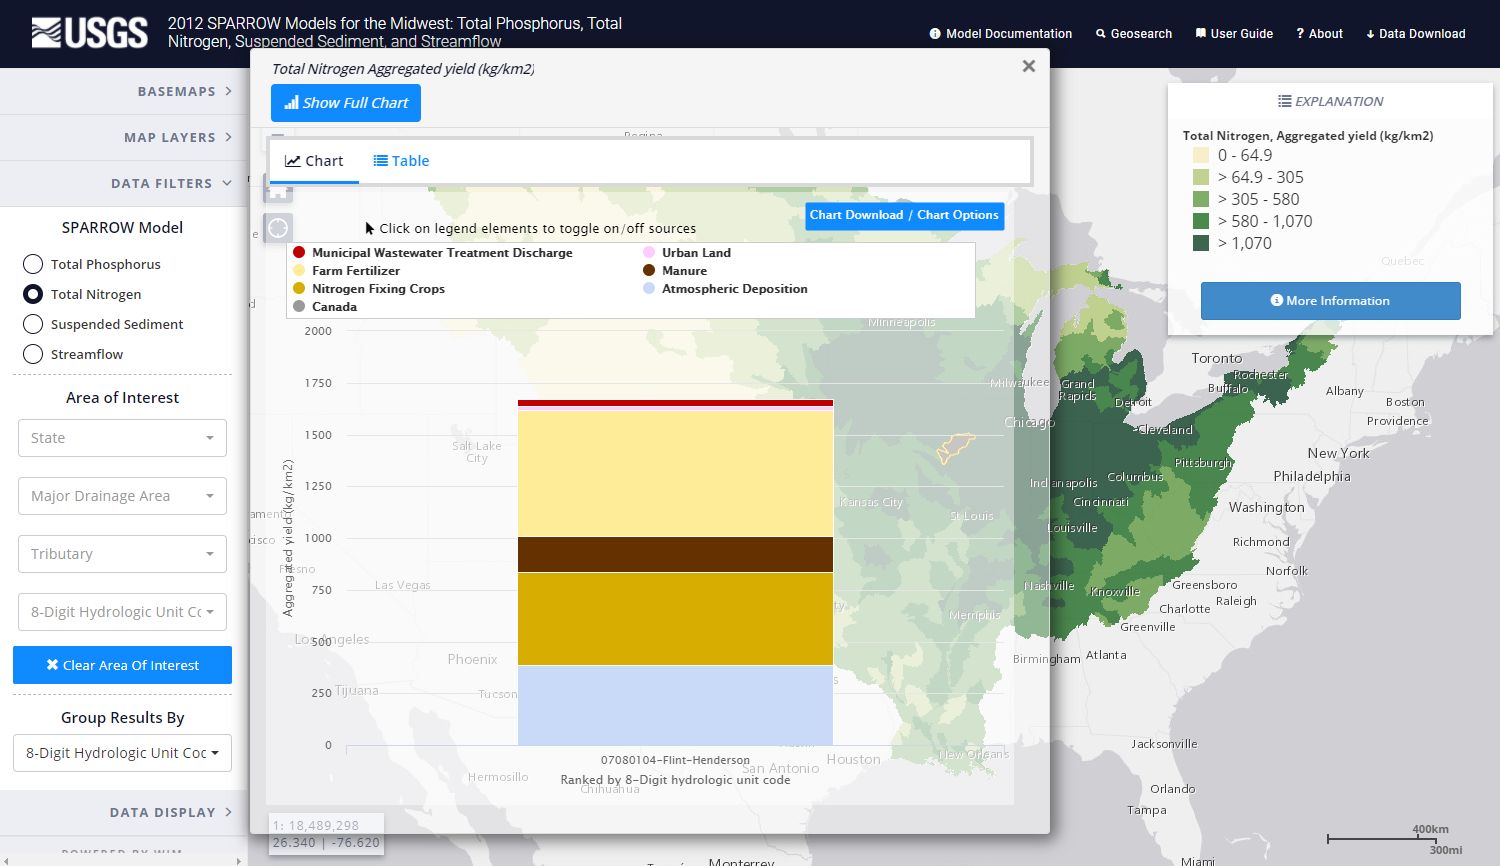 USGS
2012 SPARROW Models for the Midwest: Total Phosphorus, Total
Nitrogen, Suspended Sediment, and Streamflow
Model Documentation
Geosearch
User Guide
? About
Data Download
BASEMAPS
MAP LAYERS
DATA FILTERS
SPARROW Model
Total Phosphorus
Total Nitrogen
Suspended Sediment
Streamflow
Area of Interest
State
Major Drainage Area
Tributary
8-Digit Hydrologic Unit Cc
Clear Area Of Interest
Group Results By
8-Digit Hydrologic Unit Coc
DATA DISPLAY
POWERED BY WIM
Total Nitrogen Aggregated yield (kg/km2)
Show Full Chart
Chart
Table
Chart Download / Chart Options
Click on legend elements to toggle on/off sources
Municipal Wastewater Treatment Discharge
Farm Fertilizer
Nitrogen Fixing Crops
Canada
Urban Land
Manure
Atmospheric Deposition
2000
1750
1500
1250
1000
750
500
250
0
Aggregated yield (kg/km2)
07080104-Flint-Henderson
Ranked by 8-Digit hydrologic unit code
EXPLANATION
Total Nitrogen, Aggregated yield (kg/km2)
0 - 64.9
> 64.9 - 305
> 305 - 580
> 580 - 1,070
> 1,070
More Information
Regina
Quebec
Minneapolis
Milwaukee
Grand
Rapids
Detroit
Toronto
Rochester
Buffalo
Albany
Boston
Providence
Chicago
Cleveland
New York
Pittsburgh
Philadelphia
Salt Lake
City
Indianapolis
Columbus
Cincinnati
Washington
Kansas City
St Louis
Louisville
Richmond
Norfolk
Fresno
Las Vegas
Nashville
Knoxville
Greensboro
Raleigh
Charlotte
Memphis
Greenville
Los Angeles
Phoenix
Birmingham
Atlanta
Tijuana
Tucson
Jacksonville
New Orleans
Houston
San Antonio
Hermosillo
Chihuahua
Orlando
Tampa
Monterrey
Miami
1: 18,489,298
26.340 | -76.620
400km
300mi